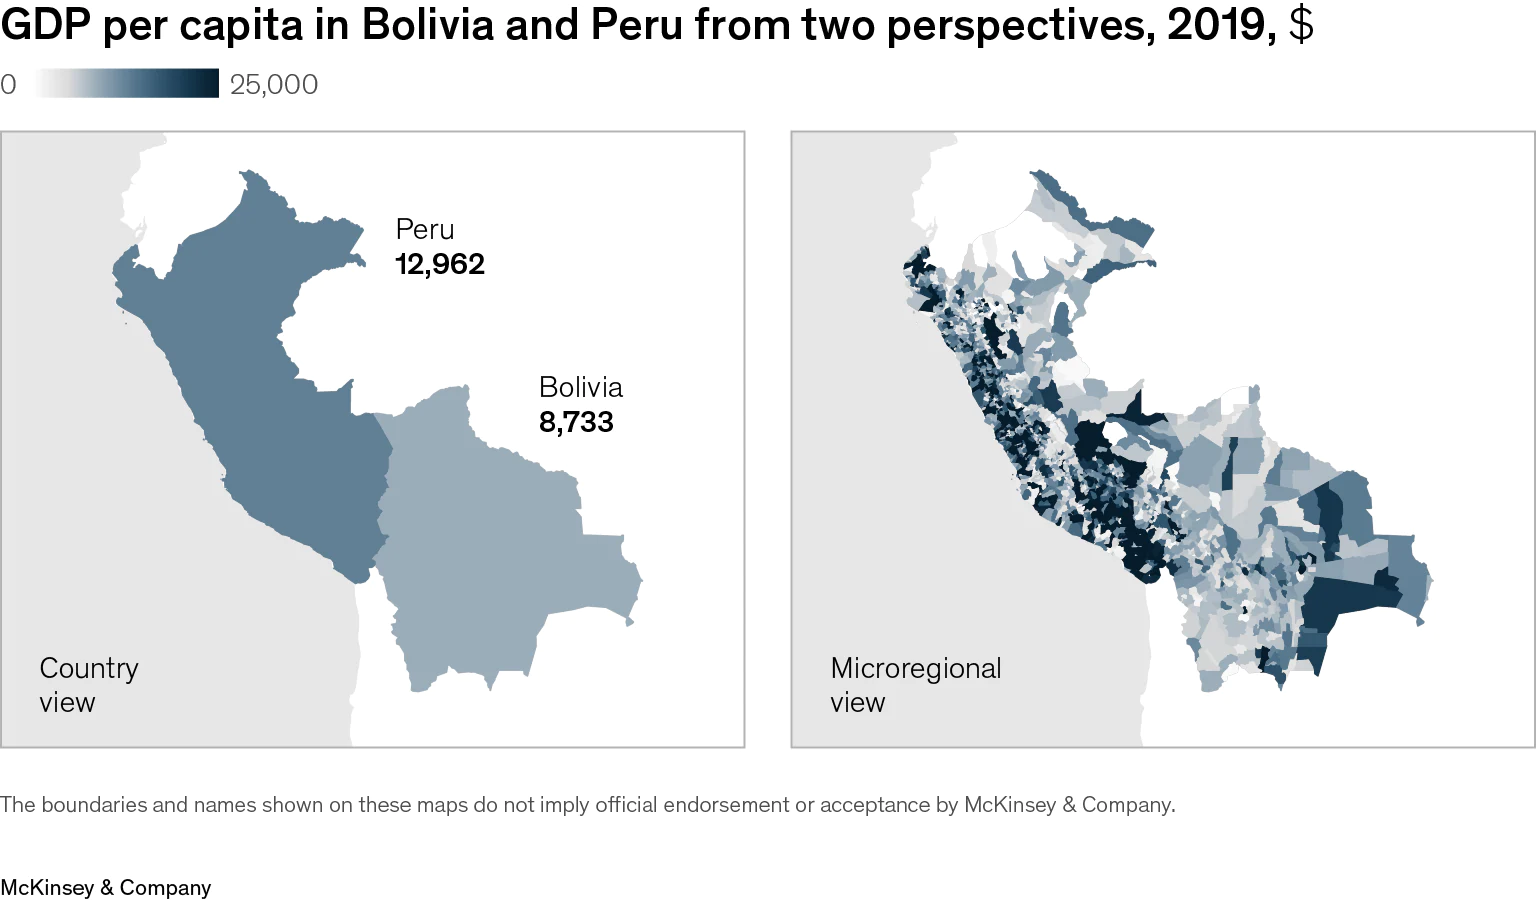 GDP per capita in Bolivia and Peru from two perspectives, 2019, $
0 25,000
Peru
12,962
Bolivia
8,733
Country
view
Microregional
view
The boundaries and names shown on these maps do not imply official endorsement or acceptance by McKinsey & Company.
McKinsey & Company